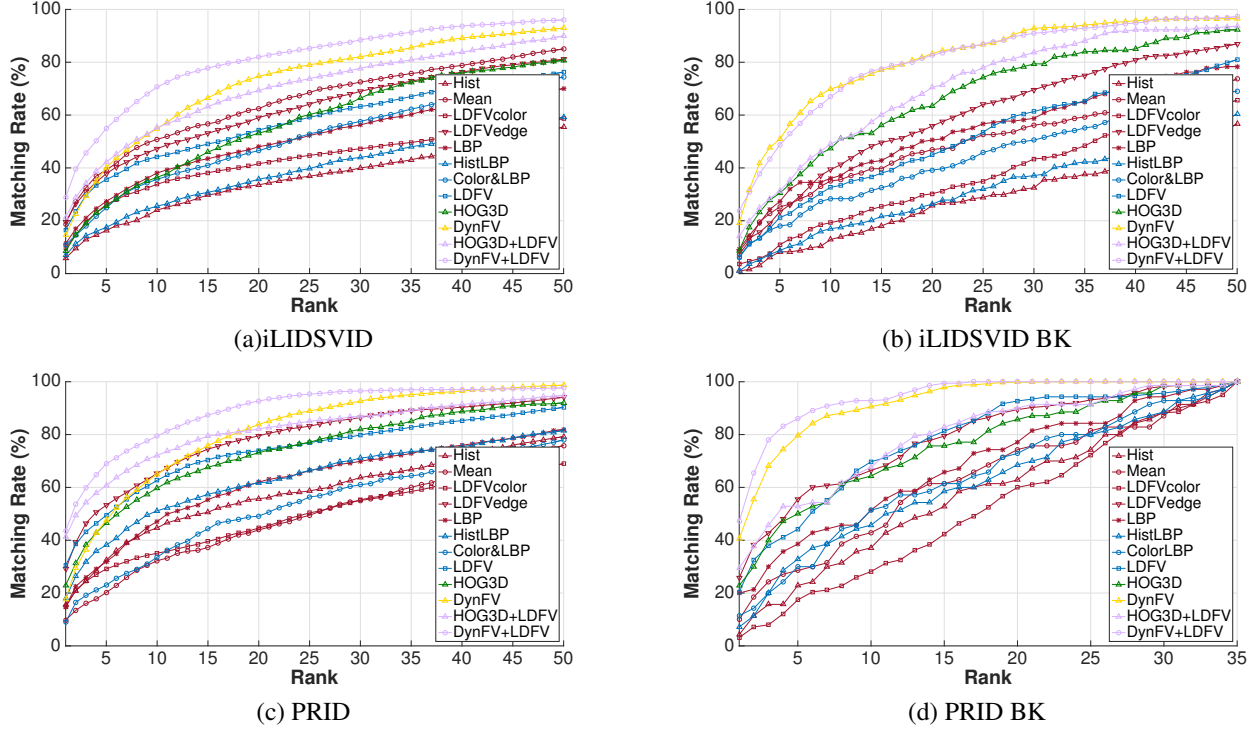 Matching Rate (%)
100
80
60
40
20
0
Hist
Mean
LDFVcolor
LDFVedge
LBP
HistLBP
Color&LBP
LDFV
HOG3D
DynFV
HOG3D+LDFV
DynFV+LDFV
5 10 15 20 25 30 35 40 45 50
Rank
(a)iLIDSVID
Matching Rate (%)
100
80
60
40
20
0
Hist
Mean
LDFVcolor
LDFVedge
LBP
HistLBP
Color&LBP
LDFV
HOG3D
DynFV
HOG3D+LDFV
DynFV+LDFV
5 10 15 20 25 30 35 40 45 50
Rank
(b) iLIDSVID BK
Matching Rate (%)
100
80
60
40
20
0
Hist
Mean
LDFVcolor
LDFVedge
LBP
HistLBP
Color&LBP
LDFV
HOG3D
DynFV
HOG3D+LDFV
DynFV+LDFV
5 10 15 20 25 30 35 40 45 50
Rank
(c) PRID
Matching Rate (%)
100
80
60
40
20
0
Hist
Mean
LDFVcolor
LDFVedge
LBP
HistLBP
ColorLBP
LDFV
HOG3D
DynFV
HOG3D+LDFV
DynFV+LDFV
5 10 15 20 25 30 35
Rank
(d) PRID BK